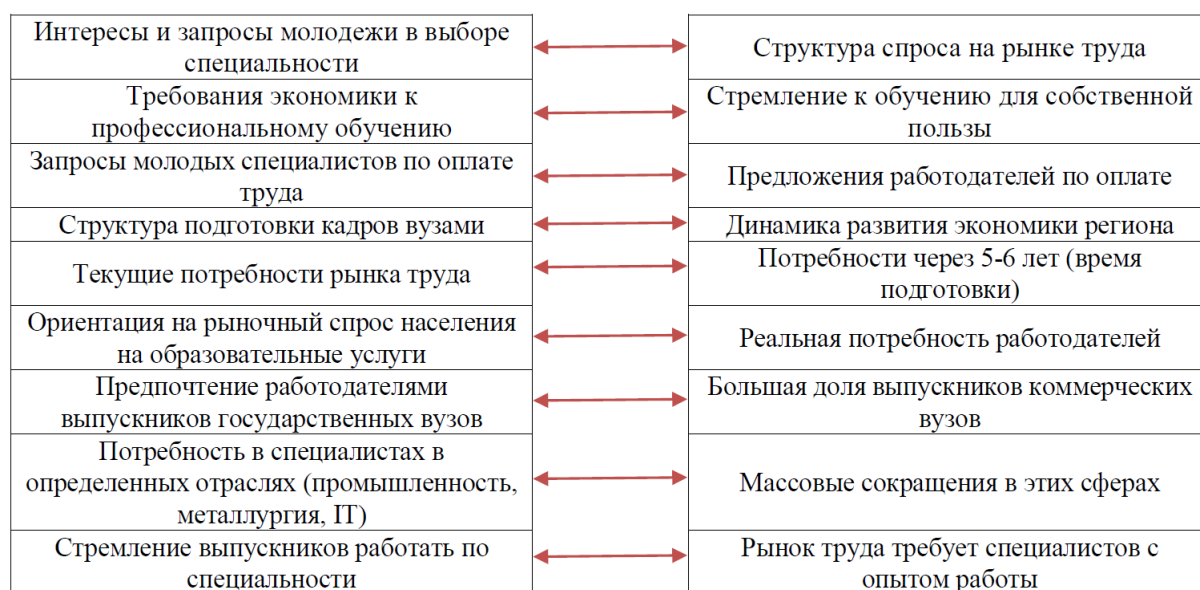 Интересы и запросы молодежи в выборе
специальности
Структура спроса на рынке труда
Требования экономики к
профессиональному обучению
Стремление к обучению для собственной
пользы
Запросы молодых специалистов по оплате
труда
Предложения работодателей по оплате
Структура подготовки кадров вузами
Динамика развития экономики региона
Текущие потребности рынка труда
Потребности через 5-6 лет (время
подготовки)
Ориентация на рыночный спрос населения
на образовательные услуги
Реальная потребность работодателей
Предпочтение работодателями
выпускников государственных вузов
Большая доля выпускников коммерческих
вузов
Потребность в специалистах в
определенных отраслях (промышленность,
металлургия, IT)
Массовые сокращения в этих сферах
Стремление выпускников работать по
специальности
Рынок труда требует специалистов с
опытом работы